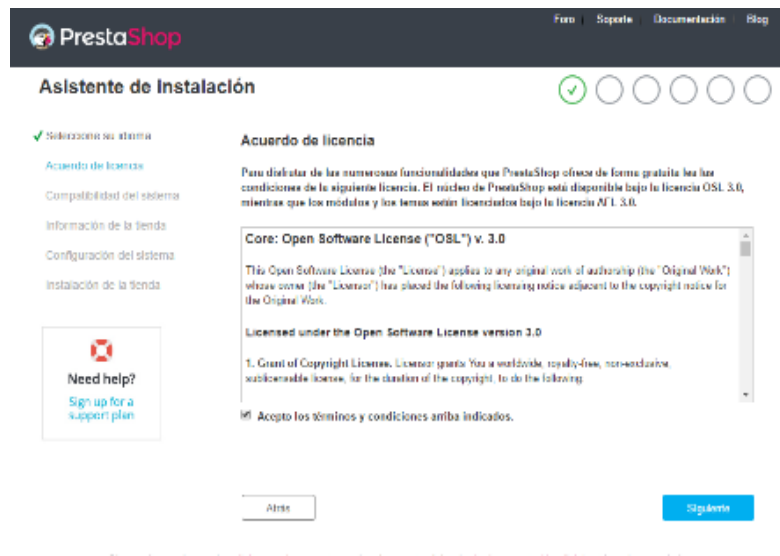 Foro Soporte Documentación Blog
PrestaShop
Asistente de Instalación
Seleccione su idioma
Acuerdo de licencia
Compatibilidad del sistema
Información de la tienda
Configuración del sistema
Instalación de la tienda
Need help?
Sign up for a
support plan
Acuerdo de licencia
Para disfrutar de las numerosas funcionalidades que PrestaShop ofrece de forma gratuita lea las
condiciones de la siguiente licencia. El núcleo de PrestaShop está disponible bajo la licencia OSL 3.0,
mientras que los módulos y los temas están licenciados bajo la licencia AFL 3.0.
Core: Open Software License ("OSL") v. 3.0
This Open Software License (the "License") applies to any original work of authorship (the "Original Work")
whose owner (the "Licensor") has placed the following licensing notice adjacent to the copyright notice for
the Original Work.
Licensed under the Open Software License version 3.0
1. Grant of Copyright License. Licensor grants You a worldwide, royalty-free, non-exclusive,
sublicenseable license, for the duration of the copyright, to do the following:
Acepto los términos y condiciones arriba indicados.
Atrás
Siguiente